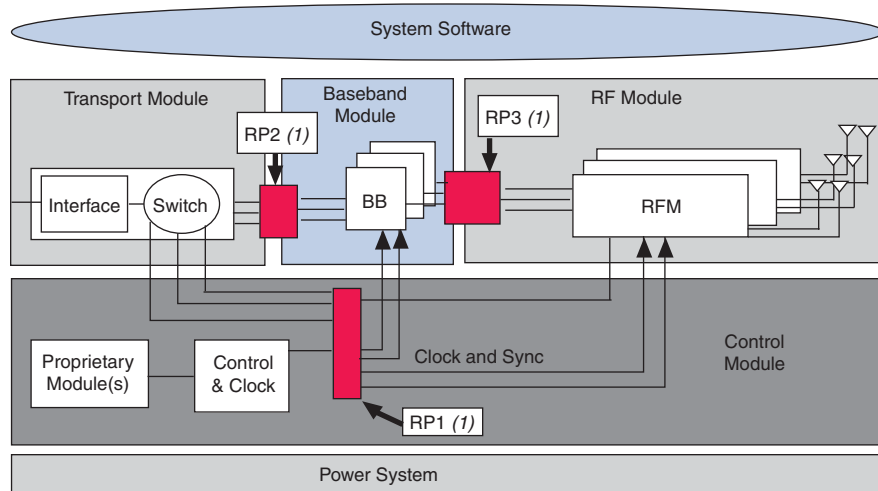 System Software
Transport Module
Baseband
Module
RF Module
RP2 (1)
RP3 (1)
Interface
Switch
BB
RFM
Proprietary
Module(s)
Control
& Clock
Clock and Sync
Control
Module
RP1 (1)
Power System